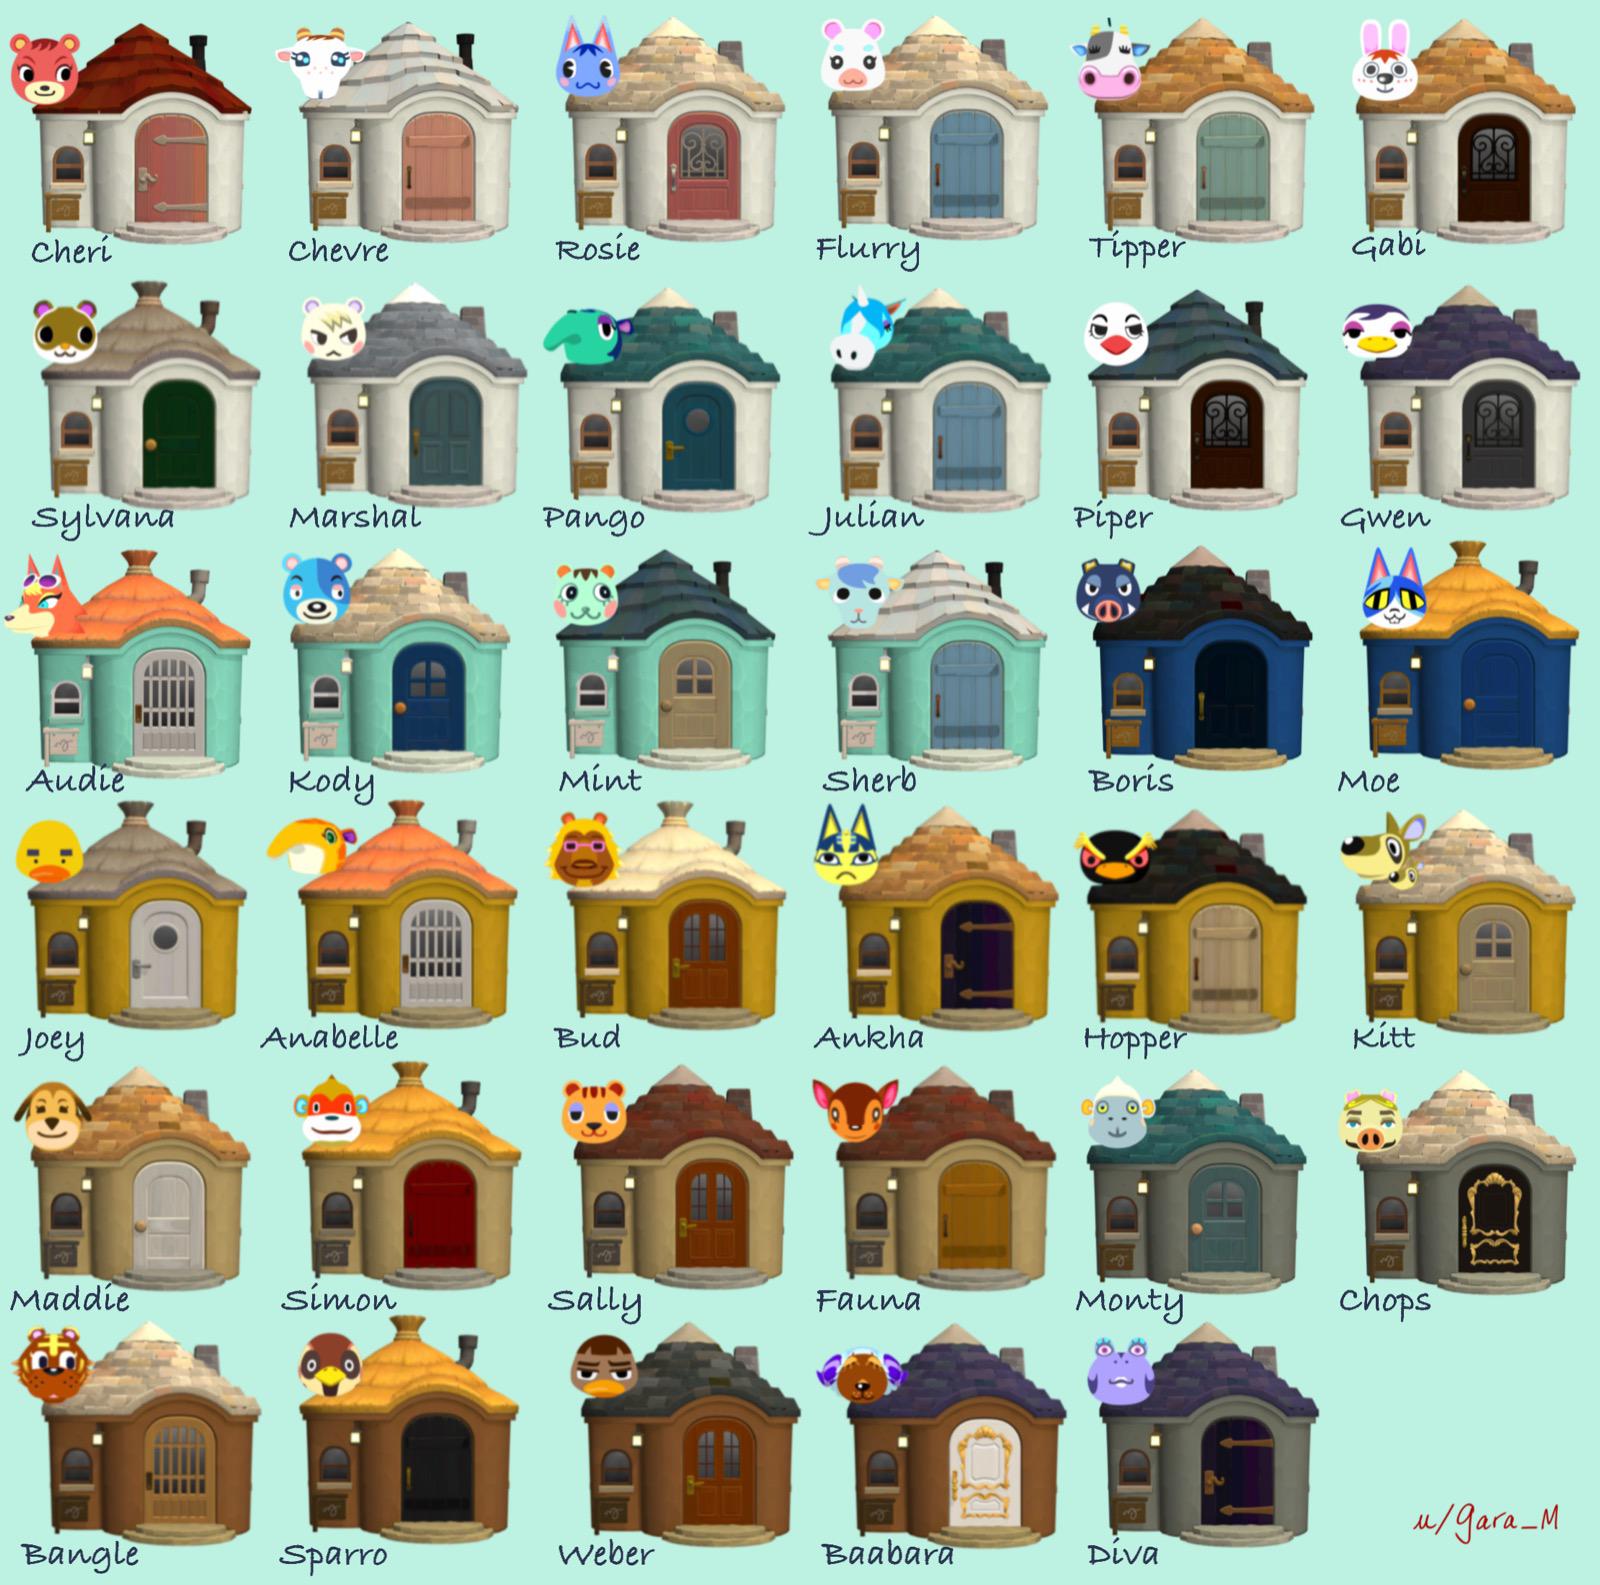 Cheri
Chevre
Rosie
Flurry
Tipper
Gabi
Sylvana
Marshal
Pango
Julian
Piper
Gwen
Audie
Kody
Mint
Sherb
Boris
Moe
Joey
Anabelle
Bud
Ankha
Hopper
Kitt
Maddie
Simon
Sally
Fauna
Monty
Chops
Bangle
Sparro
Weber
Baabara
Diva
u/gara_M